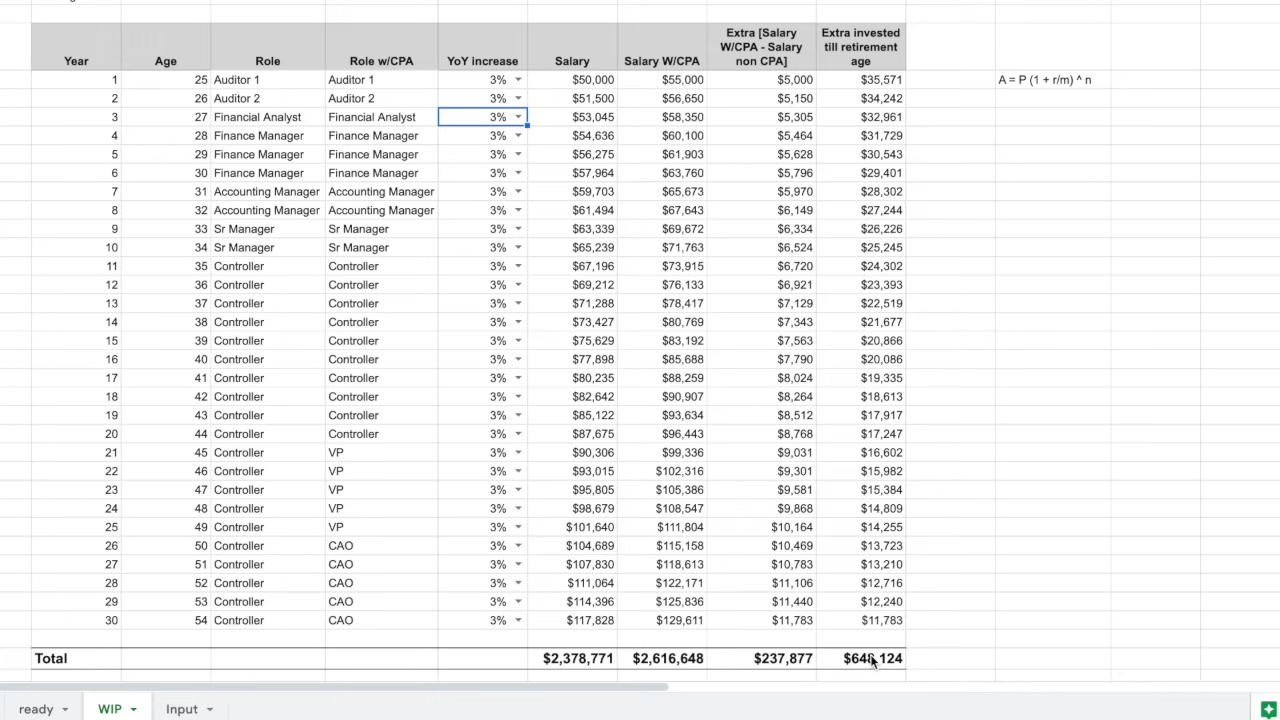 Year Age Role Role w/CPA YoY increase Salary Salary W/CPA Extra [Salary W/CPA - Salary non CPA] Extra invested till retirement age
1 25 Auditor 1 Auditor 1 3% $50,000 $55,000 $5,000 $35,571 A = P (1 + r/m) ^ n
2 26 Auditor 2 Auditor 2 3% $51,500 $56,650 $5,150 $34,242
3 27 Financial Analyst Financial Analyst 3% $53,045 $58,350 $5,305 $32,961
4 28 Finance Manager Finance Manager 3% $54,636 $60,100 $5,464 $31,729
5 29 Finance Manager Finance Manager 3% $56,275 $61,903 $5,628 $30,543
6 30 Finance Manager Finance Manager 3% $57,964 $63,760 $5,796 $29,401
7 31 Accounting Manager Accounting Manager 3% $59,703 $65,673 $5,970 $28,302
8 32 Accounting Manager Accounting Manager 3% $61,494 $67,643 $6,149 $27,244
9 33 Sr Manager Sr Manager 3% $63,339 $69,672 $6,334 $26,226
10 34 Sr Manager Sr Manager 3% $65,239 $71,763 $6,524 $25,245
11 35 Controller Controller 3% $67,196 $73,915 $6,720 $24,302
12 36 Controller Controller 3% $69,212 $76,133 $6,921 $23,393
13 37 Controller Controller 3% $71,288 $78,417 $7,129 $22,519
14 38 Controller Controller 3% $73,427 $80,769 $7,343 $21,677
15 39 Controller Controller 3% $75,629 $83,192 $7,563 $20,866
16 40 Controller Controller 3% $77,898 $85,688 $7,790 $20,086
17 41 Controller Controller 3% $80,235 $88,259 $8,024 $19,335
18 42 Controller Controller 3% $82,642 $90,907 $8,264 $18,613
19 43 Controller Controller 3% $85,122 $93,634 $8,512 $17,917
20 44 Controller Controller 3% $87,675 $96,443 $8,768 $17,247
21 45 Controller VP 3% $90,306 $99,336 $9,031 $16,602
22 46 Controller VP 3% $93,015 $102,316 $9,301 $15,982
23 47 Controller VP 3% $95,805 $105,386 $9,581 $15,384
24 48 Controller VP 3% $98,679 $108,547 $9,868 $14,809
25 49 Controller VP 3% $101,640 $111,804 $10,164 $14,255
26 50 Controller CAO 3% $104,689 $115,158 $10,469 $13,723
27 51 Controller CAO 3% $107,830 $118,613 $10,783 $13,210
28 52 Controller CAO 3% $111,064 $122,171 $11,106 $12,716
29 53 Controller CAO 3% $114,396 $125,836 $11,440 $12,240
30 54 Controller CAO 3% $117,828 $129,611 $11,783 $11,783
Total $2,378,771 $2,616,648 $237,877 $648,124
ready WIP Input